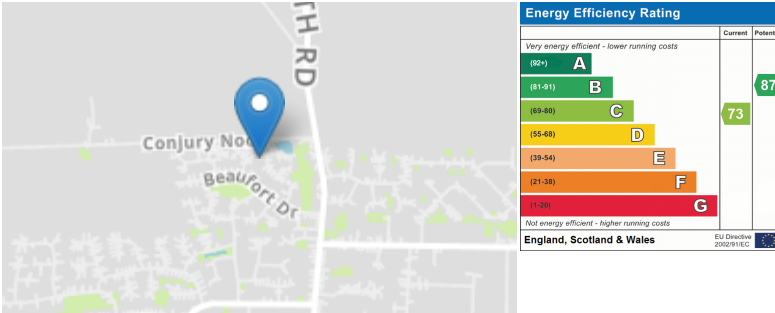 TH RD
Conjury Noo
Beaufort Dr
Energy Efficiency Rating
Current Potent
Very energy efficient - lower running costs
(92+) A
(81-91) B 87
(69-80) C 73
(55-68) D
(39-54) E
(21-38) F
(1-20) G
Not energy efficient - higher running costs
England, Scotland & Wales
EU Directive
2002/91/EC